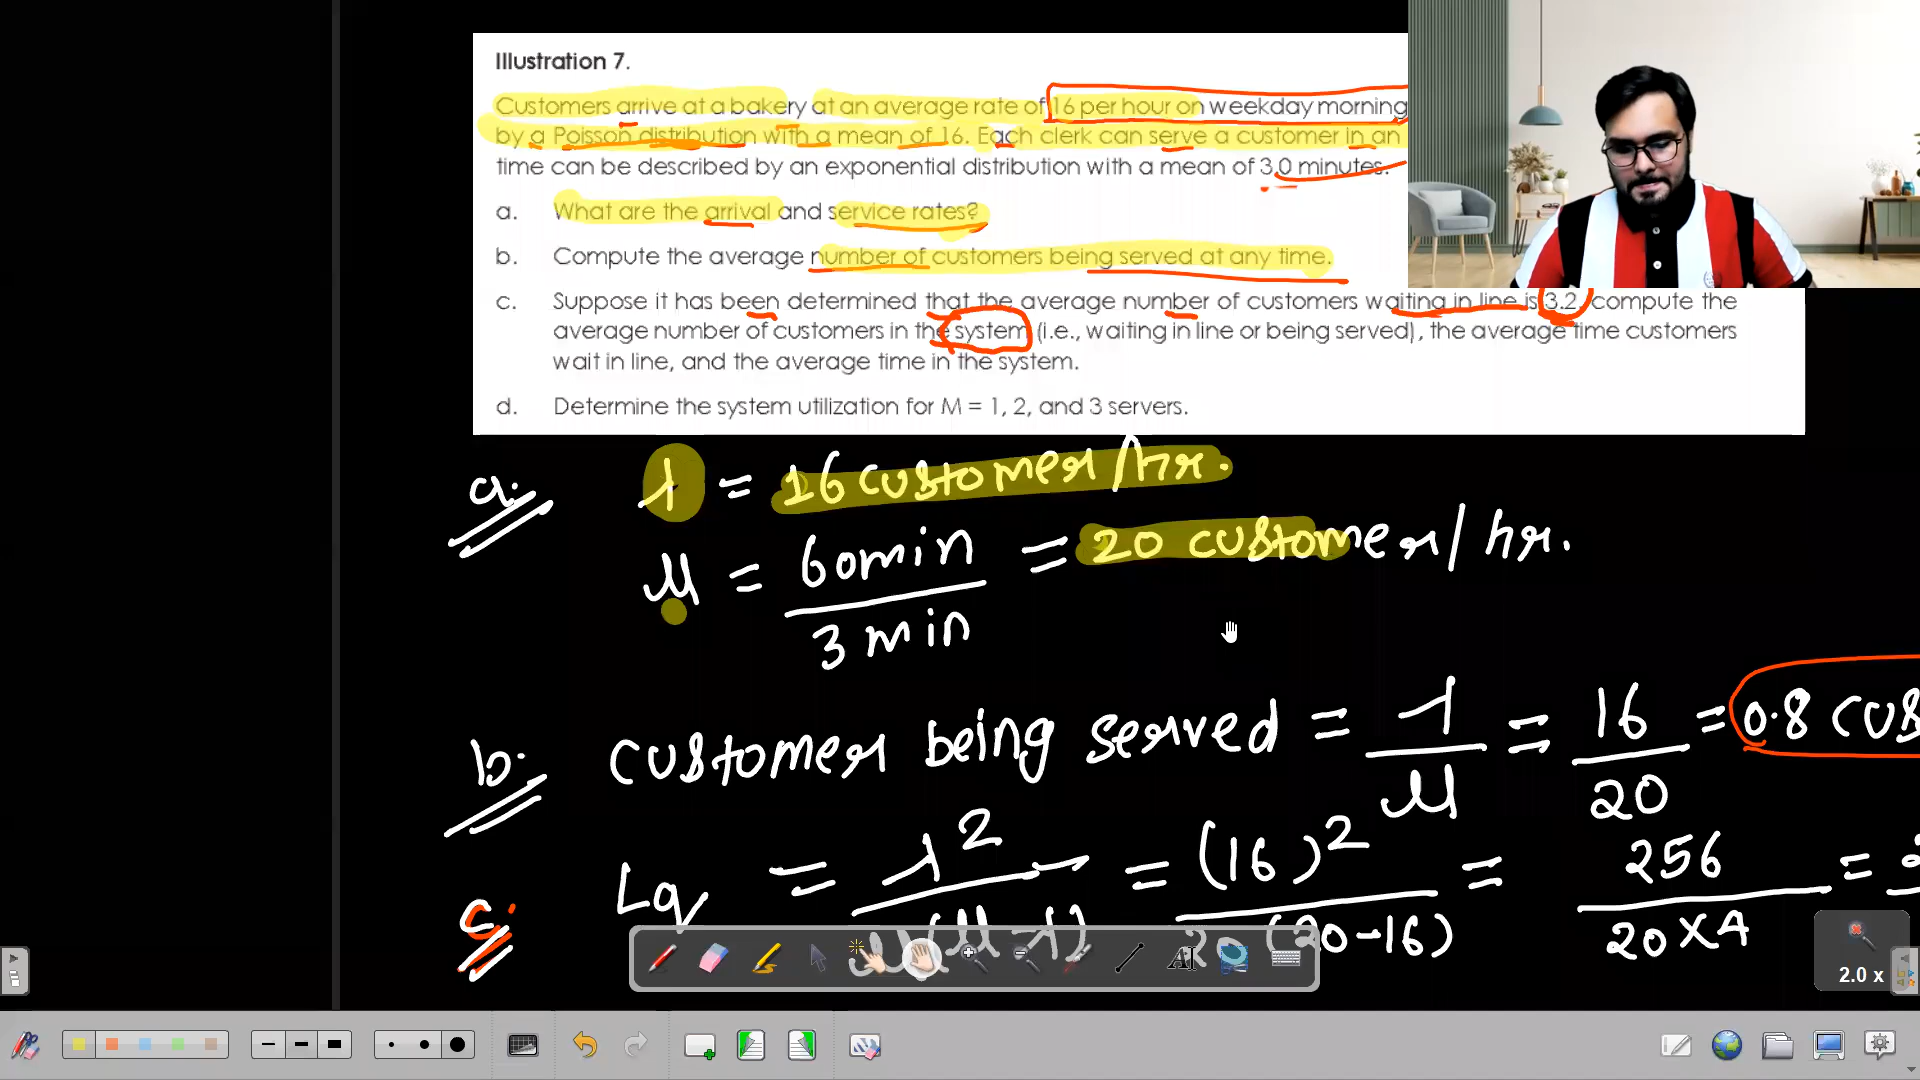 Illustration 7.
Customers arrive at a bakery at an average rate of 16 per hour on weekday morning
by a Poisson distribution with a mean of 16. Each clerk can serve a customer in an
time can be described by an exponential distribution with a mean of 3.0 minutes.
a. What are the arrival and service rates?
b. Compute the average number of customers being served at any time.
c. Suppose it has been determined that the average number of customers waiting in line is 3.2, compute the
average number of customers in the system (i.e., waiting in line or being served), the average time customers
wait in line, and the average time in the system.
d. Determine the system utilization for M = 1, 2, and 3 servers.
a. λ = 16 customer/hr.
μ = 60min / 3 min = 20 customer/hr.
b. customer being served = λ / μ = 16 / 20 = 0.8 cus
c. Lq = λ² / μ(μ-λ) = (16)² / 20 (20-16) = 256 / 20×4 =
2.0 x